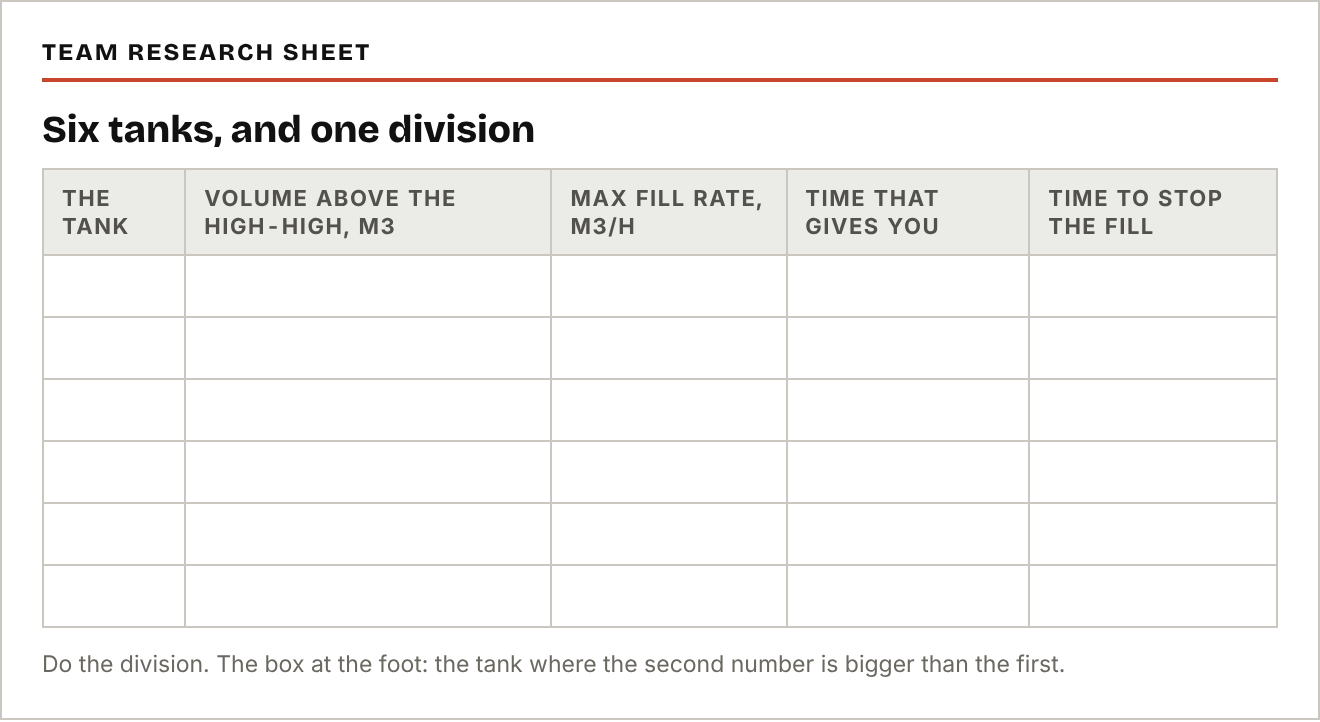 TEAM RESEARCH SHEET
Six tanks, and one division
THE
TANK
VOLUME ABOVE THE
HIGH-HIGH, M3
MAX FILL RATE,
M3/H
TIME THAT
GIVES YOU
TIME TO STOP
THE FILL
Do the division. The box at the foot: the tank where the second number is bigger than the first.